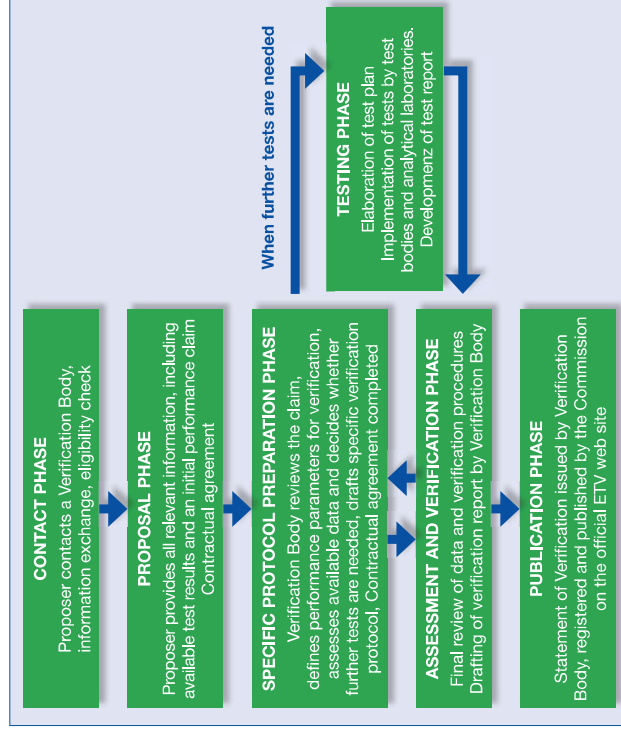 CONTACT PHASE
Proposer contacts a Verification Body,
information exchange, eligibility check
PROPOSAL PHASE
Proposer provides all relevant information, including
available test results and an initial performance claim
Contractual agreement
SPECIFIC PROTOCOL PREPARATION PHASE
Verification Body reviews the claim,
defines performance parameters for verification,
assesses available data and decides whether
further tests are needed, drafts specific verification
protocol, Contractual agreement completed
When further tests are needed
TESTING PHASE
Elaboration of test plan
Implementation of tests by test
bodies and analytical laboratories.
Developmenz of test report
ASSESSMENT AND VERIFICATION PHASE
Final review of data and verification procedures
Drafting of verification report by Verification Body
PUBLICATION PHASE
Statement of Verification issued by Verification
Body, registered and published by the Commission
on the official ETV web site